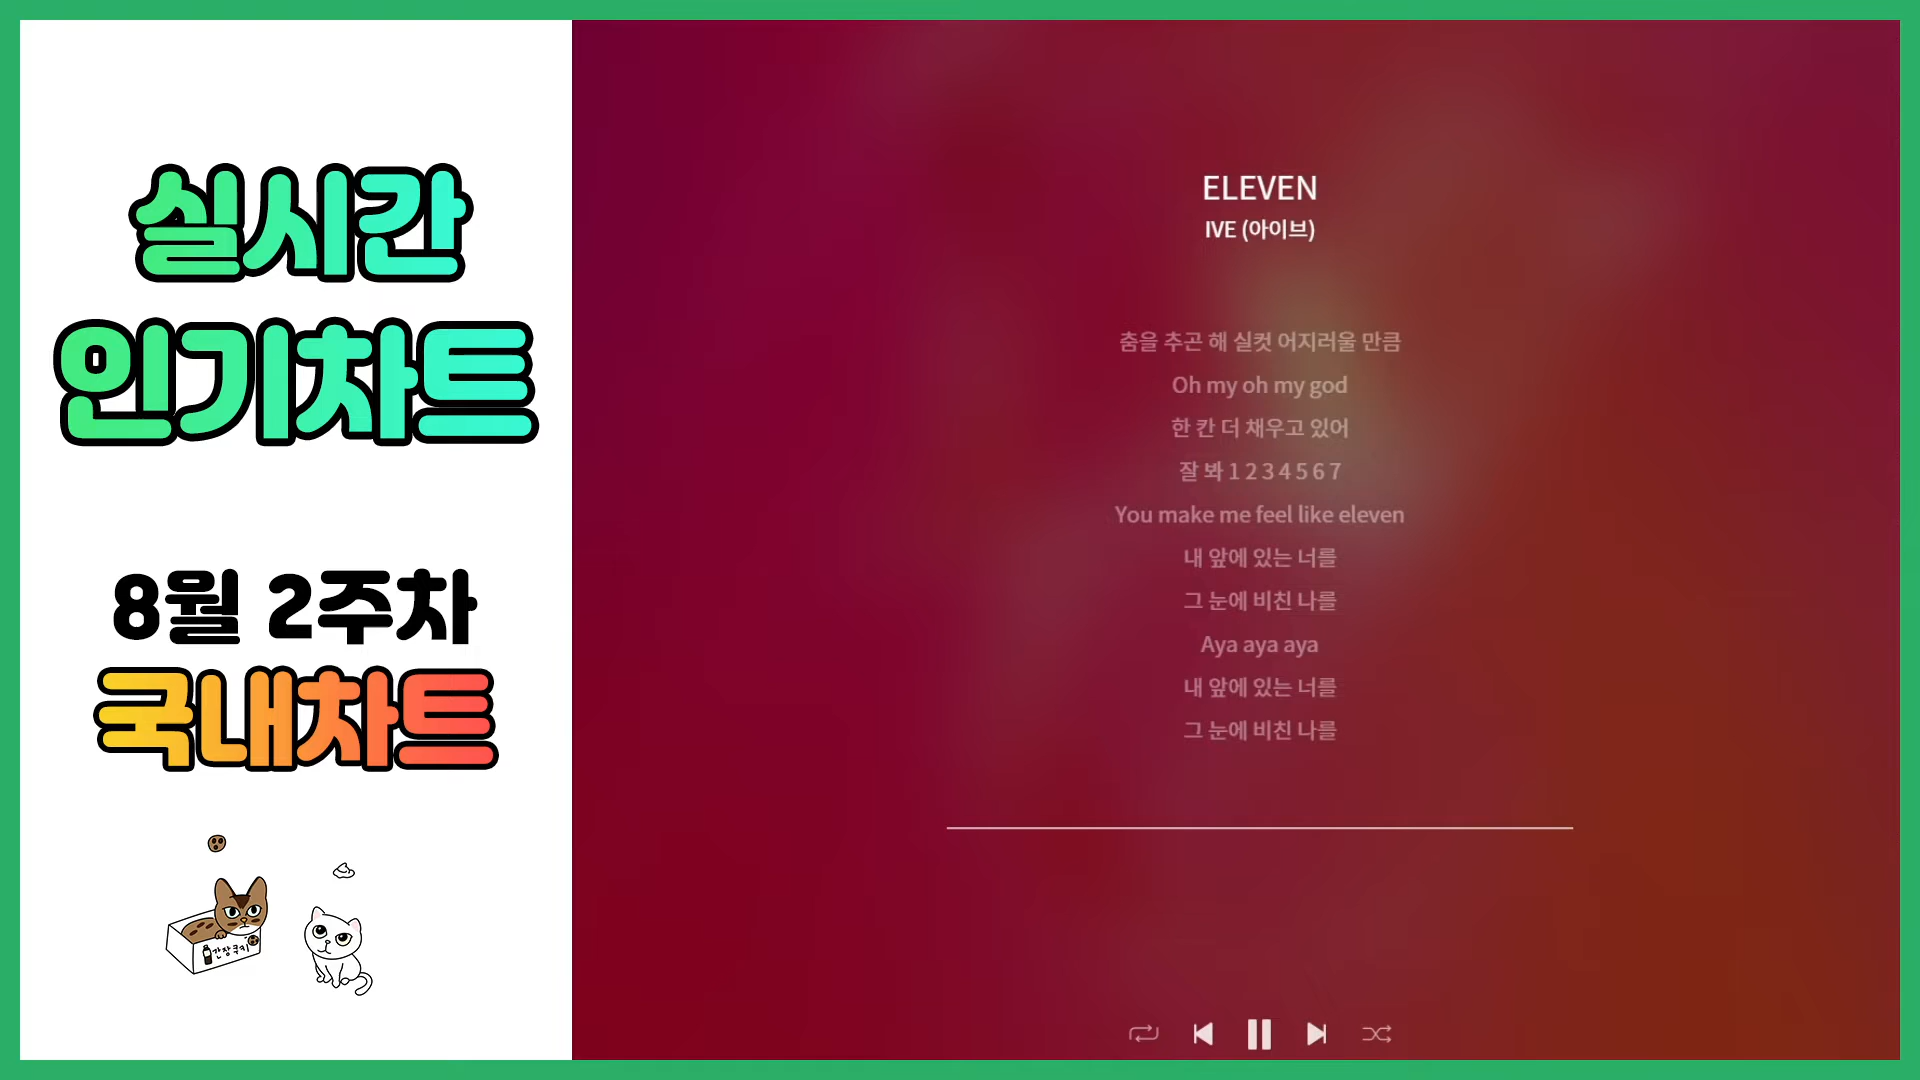 실시간
인기차트
8월 2주차
국내차트
간장쿠키
ELEVEN
IVE (아이브)
춤을 추곤 해 실컷 어지러울 만큼
Oh my oh my god
한 칸 더 채우고 있어
잘 봐 1 2 3 4 5 6 7
You make me feel like eleven
내 앞에 있는 너를
그 눈에 비친 나를
Aya aya aya
내 앞에 있는 너를
그 눈에 비친 나를